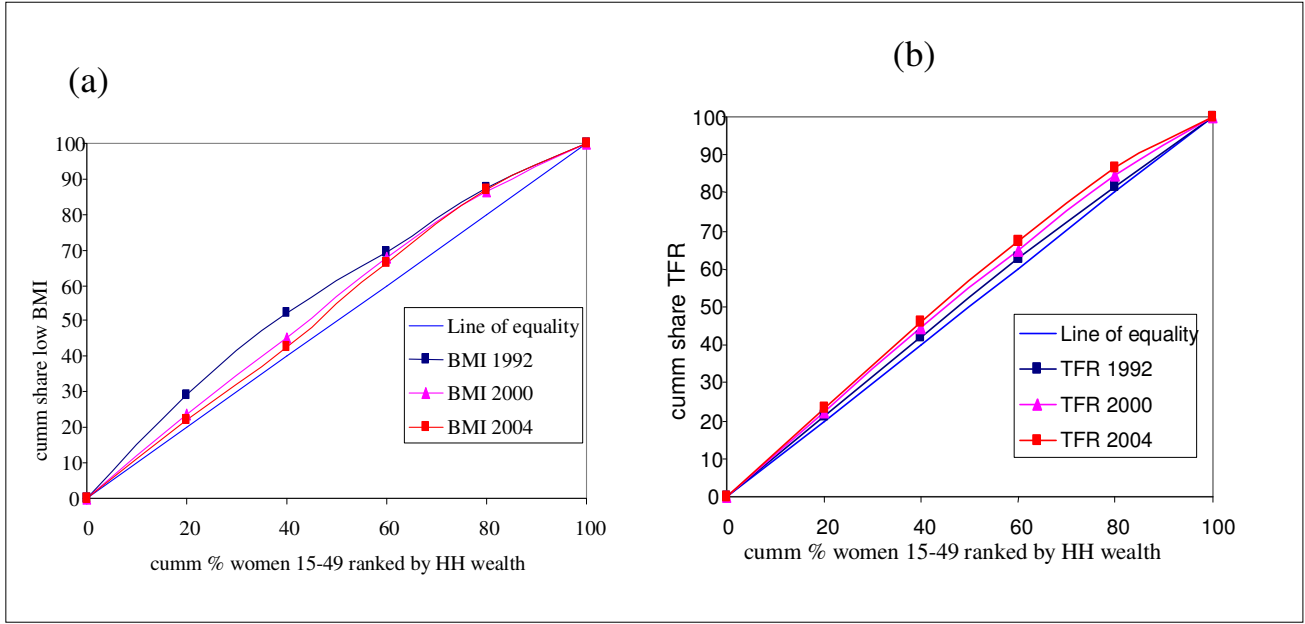 (a)
100
90
80
70
60
50
40
30
20
10
0
0 20 40 60 80 100
cumm share low BMI
cumm % women 15-49 ranked by HH wealth
Line of equality
BMI 1992
BMI 2000
BMI 2004
(b)
100
90
80
70
60
50
40
30
20
10
0
0 20 40 60 80 100
cumm share TFR
cumm % women 15-49 ranked by HH wealth
Line of equality
TFR 1992
TFR 2000
TFR 2004